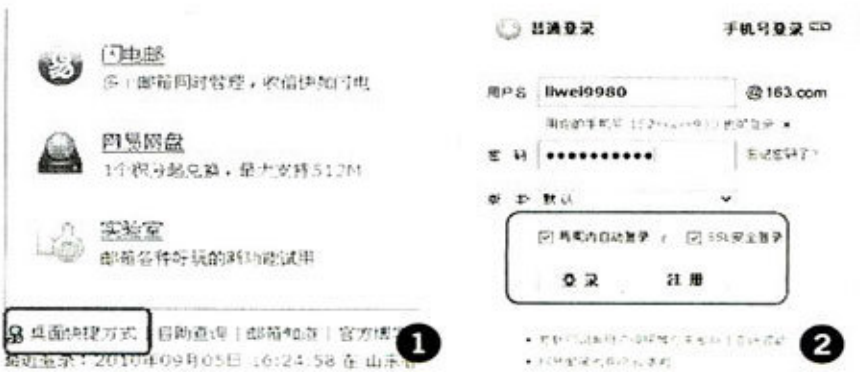 闪电邮
多个邮箱同时管理，收信快如闪电
网易网盘
1个积分起兑换，最大支持512M
实验室
邮箱各种好玩的新功能试用
桌面快捷方式 | 自助查询 | 邮箱知道 | 官方博客
最近登录：2010年09月05日 16:24:58 在 山东省
1
普通登录 手机号登录
用户名 liwei9980 @163.com
密 码 ●●●●●●●●●● 忘记密码了?
版 本 默认
两周内自动登录 SSL安全登录
登 录 注 册
2